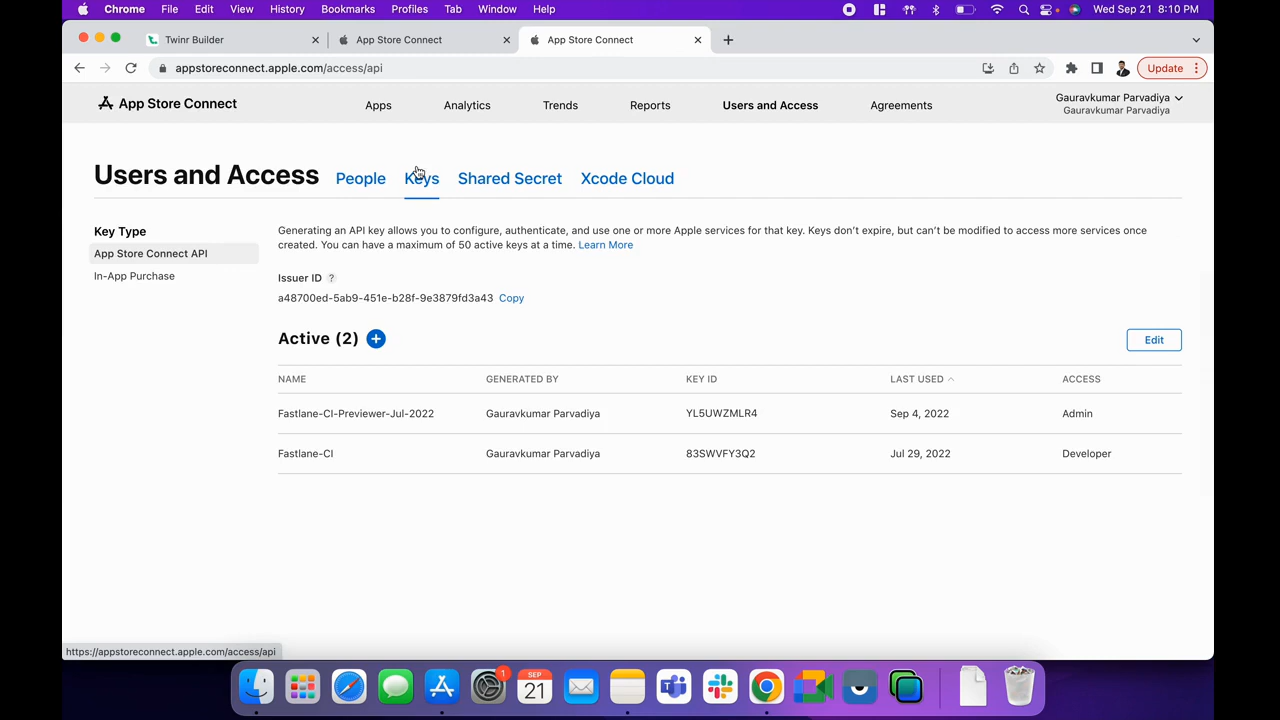 Chrome File Edit View History Bookmarks Profiles Tab Window Help Wed Sep 21 8:10 PM
Twinr Builder App Store Connect App Store Connect
appstoreconnect.apple.com/access/api Update
App Store Connect Apps Analytics Trends Reports Users and Access Agreements Gauravkumar Parvadiya
Gauravkumar Parvadiya
Users and Access People Keys Shared Secret Xcode Cloud
Key Type
App Store Connect API
In-App Purchase
Generating an API key allows you to configure, authenticate, and use one or more Apple services for that key. Keys don't expire, but can't be modified to access more services once
created. You can have a maximum of 50 active keys at a time. Learn More
Issuer ID ?
a48700ed-5ab9-451e-b28f-9e3879fd3a43 Copy
Active (2) +
Edit
NAME GENERATED BY KEY ID LAST USED ACCESS
Fastlane-CI-Previewer-Jul-2022 Gauravkumar Parvadiya YL5UWZMLR4 Sep 4, 2022 Admin
Fastlane-CI Gauravkumar Parvadiya 83SWVFY3Q2 Jul 29, 2022 Developer
https://appstoreconnect.apple.com/access/api
1
SEP
21